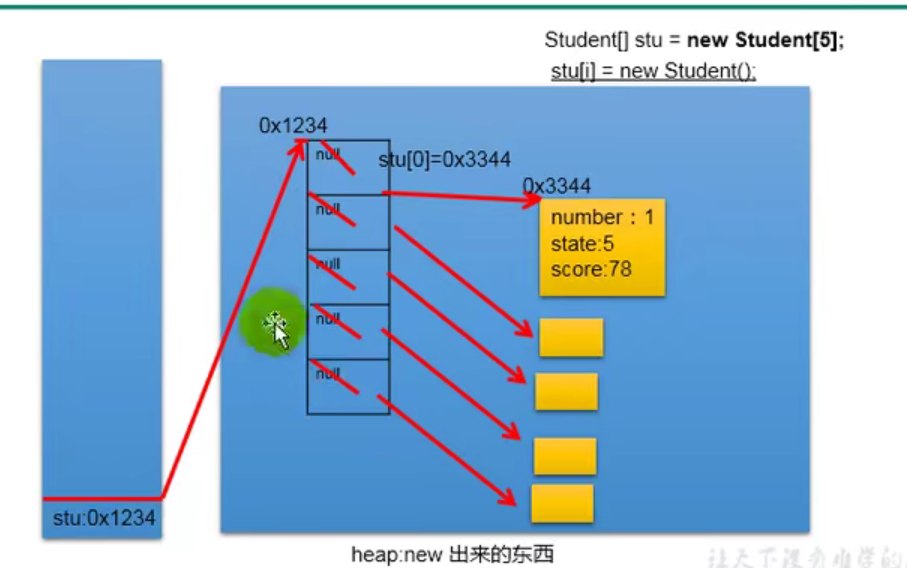 Student[] stu = new Student[5];
stu[i] = new Student();
0x1234
null
stu[0]=0x3344
0x3344
null
number：1
state:5
score:78
null
null
null
stu:0x1234
heap:new 出来的东西
让天下没有难学的